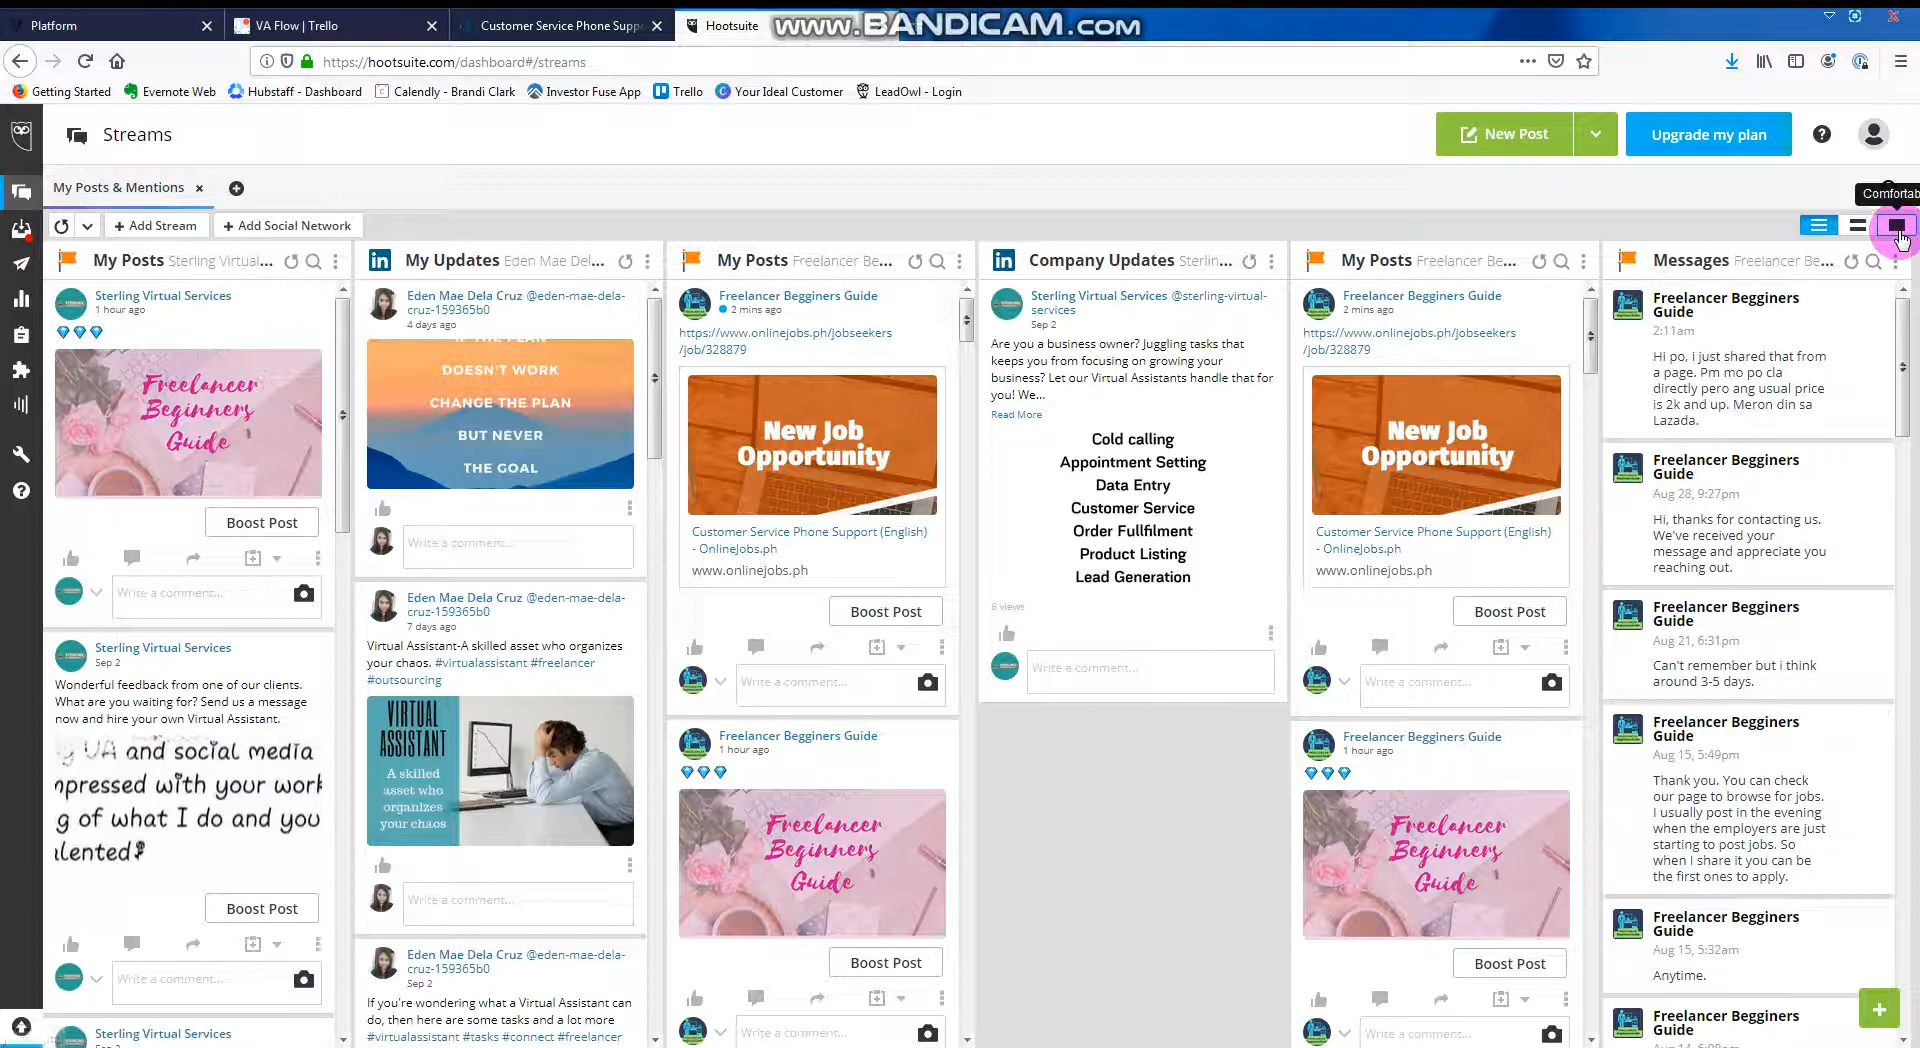 Platform
VA Flow | Trello
Customer Service Phone Supp
Hootsuite
www.BANDICAM.com
https://hootsuite.com/dashboard#/streams
Getting Started
Evernote Web
Hubstaff - Dashboard
Calendly - Brandi Clark
Investor Fuse App
Trello
Your Ideal Customer
LeadOwl - Login
Streams
New Post
Upgrade my plan
My Posts & Mentions
Comfortab
Add Stream
Add Social Network
My Posts Sterling Virtual...
Sterling Virtual Services
1 hour ago
Freelancer
Beginners
Guide
Boost Post
Write a comment...
Sterling Virtual Services
Sep 2
Wonderful feedback from one of our clients.
What are you waiting for? Send us a message
now and hire your own Virtual Assistant.
VA and social media
mpressed with your work
g of what I do and you
alented!
Boost Post
Write a comment...
Sterling Virtual Services
Sep 2
My Updates Eden Mae Del...
Eden Mae Dela Cruz @eden-mae-dela-
cruz-159365b0
4 days ago
IF THE PLAN
DOESN'T WORK
CHANGE THE PLAN
BUT NEVER
THE GOAL
Write a comment...
Eden Mae Dela Cruz @eden-mae-dela-
cruz-159365b0
7 days ago
Virtual Assistant-A skilled asset who organizes
your chaos. #virtualassistant #freelancer
#outsourcing
VIRTUAL
ASSISTANT
A skilled
asset who
organizes
your chaos
Write a comment...
Eden Mae Dela Cruz @eden-mae-dela-
cruz-159365b0
Sep 2
If you're wondering what a Virtual Assistant can
do, then here are some tasks and a lot more
#virtualassistant #tasks #connect #freelancer
My Posts Freelancer Be...
Freelancer Begginers Guide
2 mins ago
https://www.onlinejobs.ph/jobseekers
/job/328879
New Job
Opportunity
Customer Service Phone Support (English)
- OnlineJobs.ph
www.onlinejobs.ph
Boost Post
Write a comment...
Freelancer Begginers Guide
1 hour ago
Freelancer
Beginners
Guide
Boost Post
Write a comment...
Company Updates Sterlin...
Sterling Virtual Services @sterling-virtual-
services
Sep 2
Are you a business owner? Juggling tasks that
keeps you from focusing on growing your
business? Let our Virtual Assistants handle that for
you! We...
Read More
Cold calling
Appointment Setting
Data Entry
Customer Service
Order Fullfilment
Product Listing
Lead Generation
6 views
Write a comment...
My Posts Freelancer Be...
Freelancer Begginers Guide
2 mins ago
https://www.onlinejobs.ph/jobseekers
/job/328879
New Job
Opportunity
Customer Service Phone Support (English)
- OnlineJobs.ph
www.onlinejobs.ph
Boost Post
Write a comment...
Freelancer Begginers Guide
1 hour ago
Freelancer
Beginners
Guide
Boost Post
Write a comment...
Messages Freelancer Be...
Freelancer Begginers
Guide
2:11am
Hi po, i just shared that from
a page. Pm mo po cla
directly pero ang usual price
is 2k and up. Meron din sa
Lazada.
Freelancer Begginers
Guide
Aug 28, 9:27pm
Hi, thanks for contacting us.
We've received your
message and appreciate you
reaching out.
Freelancer Begginers
Guide
Aug 21, 6:31pm
Can't remember but i think
around 3-5 days.
Freelancer Begginers
Guide
Aug 15, 5:49pm
Thank you. You can check
our page to browse for jobs.
I usually post in the evening
when the employers are just
starting to post jobs. So
when I share it you can be
the first ones to apply.
Freelancer Begginers
Guide
Aug 15, 5:32am
Anytime.
Freelancer Begginers
Guide